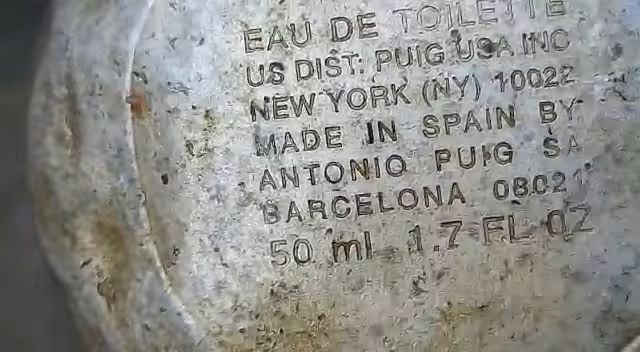 EAU DE TOILETTE
US DIST: PUIG USA INC
NEW YORK (NY) 10022
MADE IN SPAIN BY
ANTONIO PUIG SA
BARCELONA 08021
50 ml 1.7 FL OZ